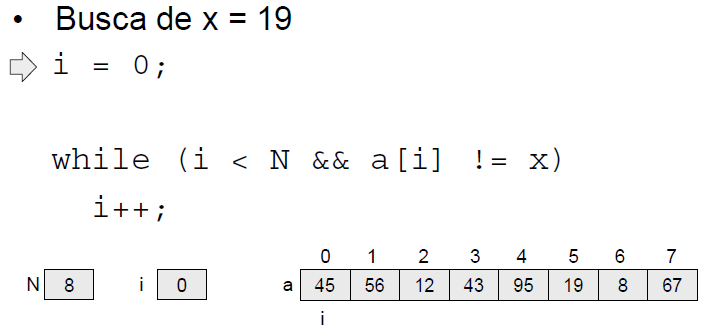 • Busca de x = 19
i = 0;
while (i < N && a[i] != x)
i++;
0 1 2 3 4 5 6 7
N 8 i 0 a 45 56 12 43 95 19 8 67
i